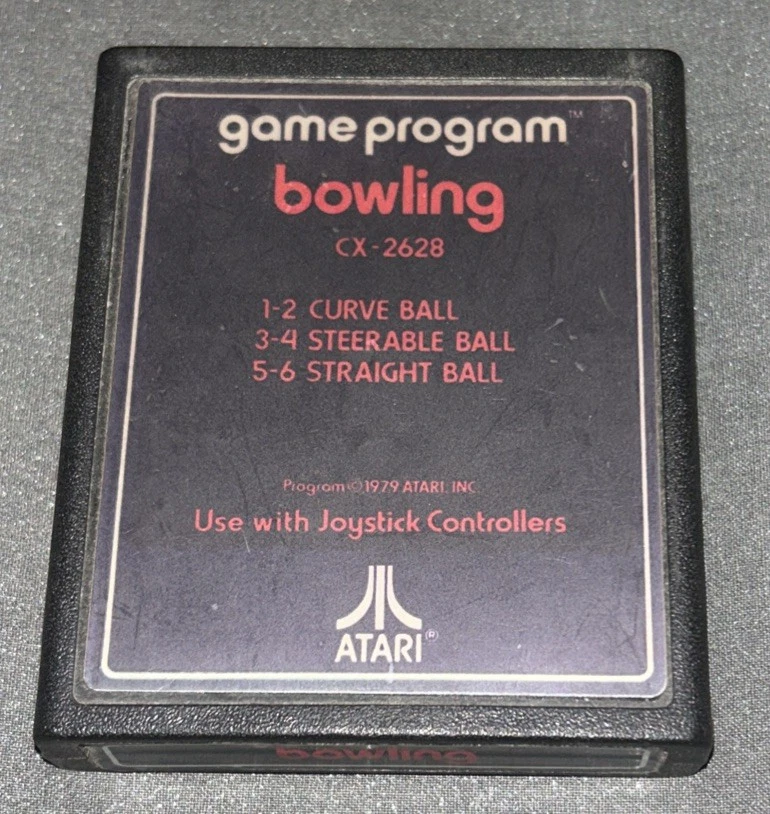 game program™
bowling
CX-2628
1-2 CURVE BALL
3-4 STEERABLE BALL
5-6 STRAIGHT BALL
Program © 1979 ATARI, INC.
Use with Joystick Controllers
ATARI®
bowling